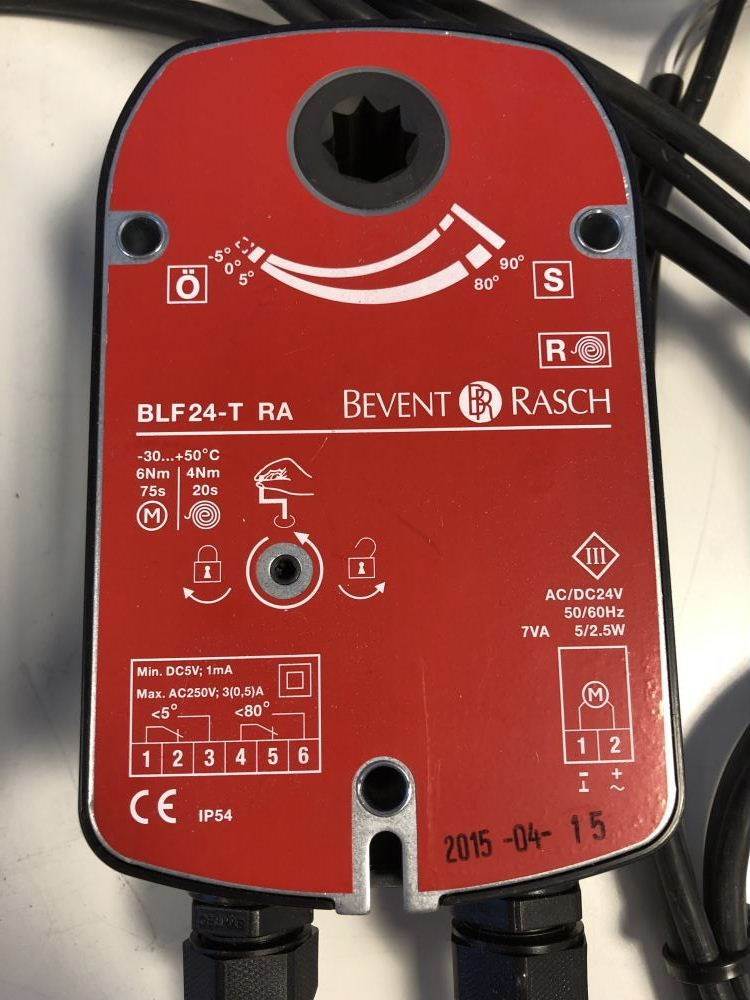 -5°
0°
5°
90°
80°
Ö
S
R
BLF24-T RA
BEVENT BR RASCH
-30...+50°C
6Nm 4Nm
75s 20s
M
III
AC/DC24V
50/60Hz
7VA 5/2.5W
Min. DC5V; 1mA
Max. AC250V; 3(0,5)A
<5° <80°
1 2 3 4 5 6
M
1 2
+
~
CE IP54
2015 -04- 15